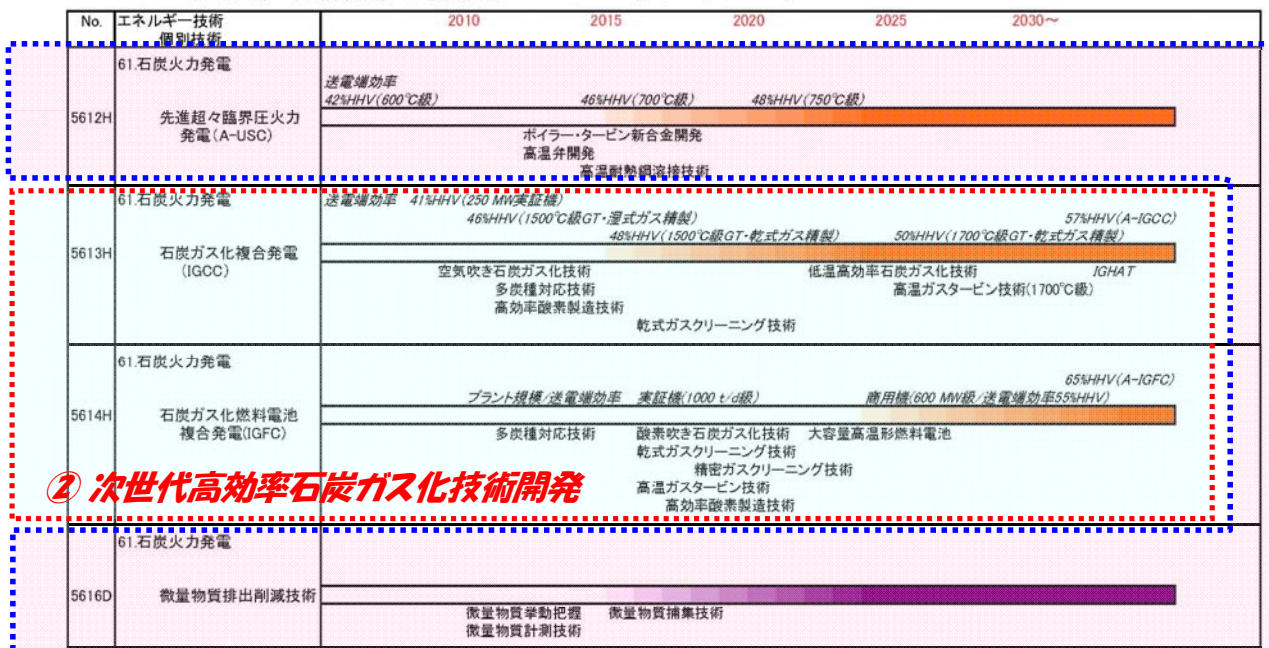 No. エネルギー技術 2010 2015 2020 2025 2030～
個別技術
61.石炭火力発電
送電端効率
42%HHV(600℃級) 46%HHV(700℃級) 48%HHV(750℃級)
5612H 先進超々臨界圧火力
発電(A-USC)
ボイラー・タービン新合金開発
高温弁開発
高温耐熱鋼溶接技術
61.石炭火力発電 送電端効率 41%HHV(250 MW実証機)
46%HHV(1500℃級GT・湿式ガス精製) 57%HHV(A-IGCC)
48%HHV(1500℃級GT・乾式ガス精製) 50%HHV(1700℃級GT・乾式ガス精製)
5613H 石炭ガス化複合発電
(IGCC)
空気吹き石炭ガス化技術 低温高効率石炭ガス化技術 IGHAT
多炭種対応技術 高温ガスタービン技術(1700℃級)
高効率酸素製造技術
乾式ガスクリーニング技術
61.石炭火力発電
65%HHV(A-IGFC)
プラント規模/送電端効率 実証機(1000 t/d級) 商用機(600 MW級/送電端効率55%HHV)
5614H 石炭ガス化燃料電池
複合発電(IGFC)
多炭種対応技術 酸素吹き石炭ガス化技術 大容量高温形燃料電池
乾式ガスクリーニング技術
精密ガスクリーニング技術
高温ガスタービン技術
高効率酸素製造技術
② 次世代高効率石炭ガス化技術開発
61.石炭火力発電
5616D 微量物質排出削減技術
微量物質挙動把握 微量物質捕集技術
微量物質計測技術